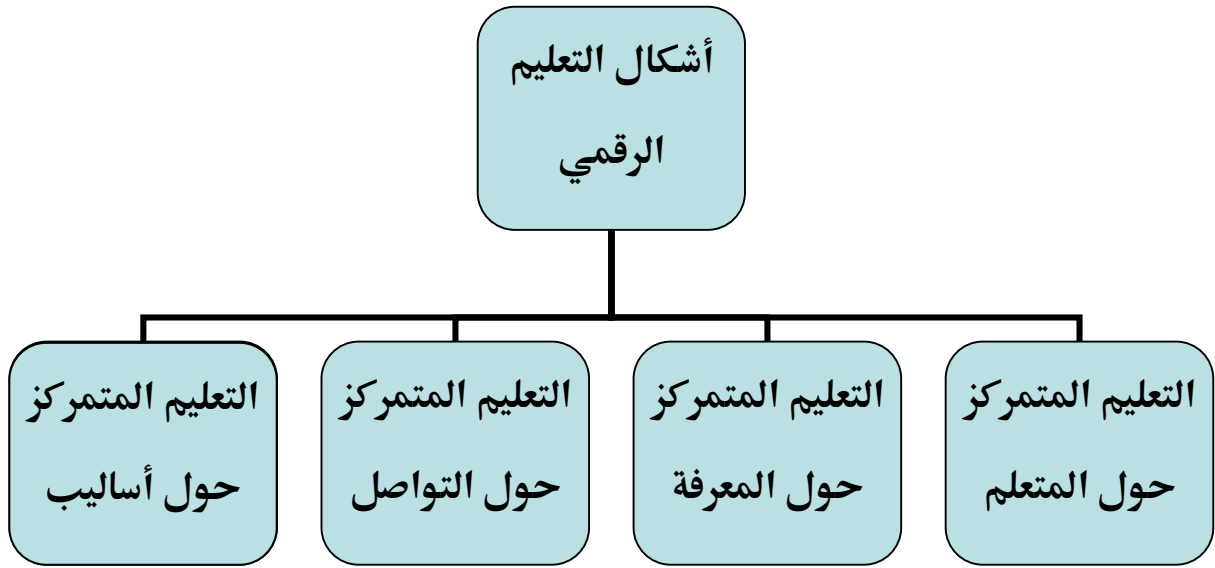 أشكال التعليم
الرقمي
التعليم المتمركز
حول المتعلم
التعليم المتمركز
حول المعرفة
التعليم المتمركز
حول التواصل
التعليم المتمركز
حول أساليب